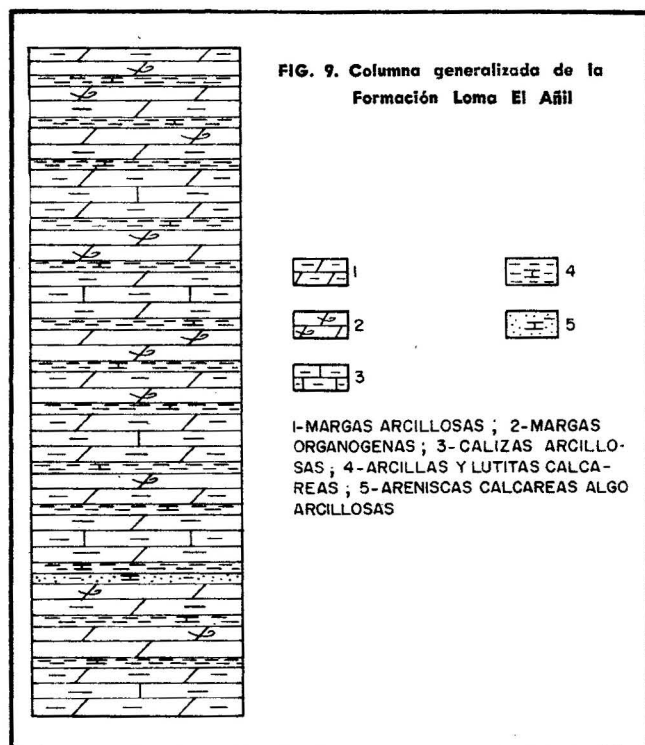 FIG. 9. Columna generalizada de la
Formación Loma El Añil
1
4
2
5
3
1-MARGAS ARCILLOSAS; 2-MARGAS
ORGANOGENAS; 3-CALIZAS ARCILLO-
SAS; 4-ARCILLAS Y LUTITAS CALCA-
REAS; 5-ARENISCAS CALCAREAS ALGO
ARCILLOSAS